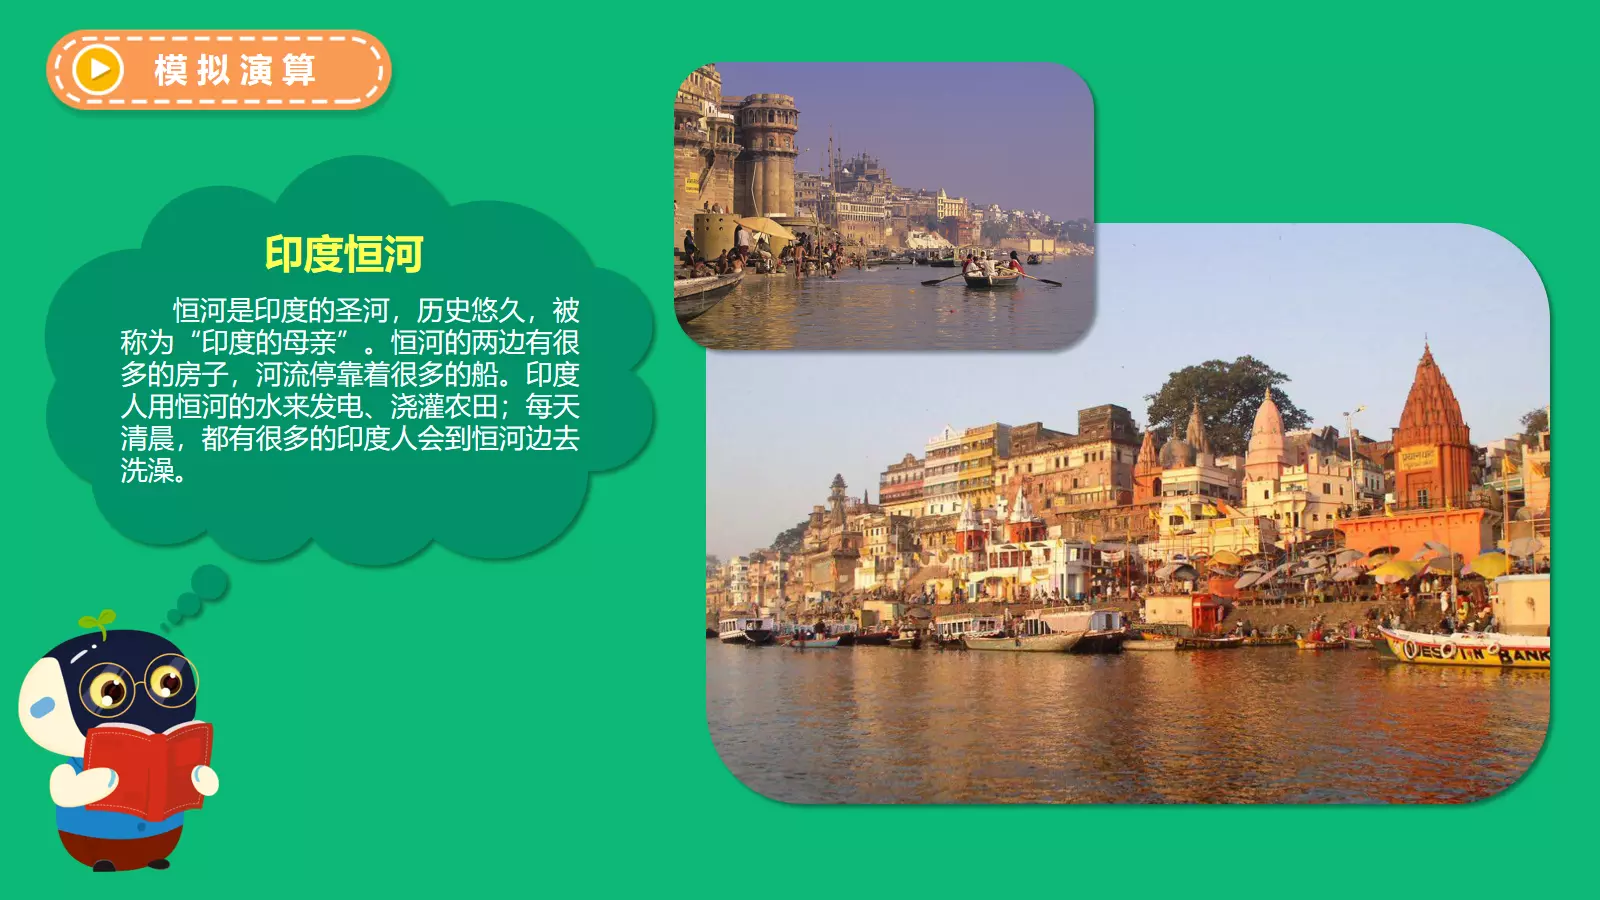 模拟演算
印度恒河
恒河是印度的圣河，历史悠久，被
称为“印度的母亲”。恒河的两边有很
多的房子，河流停靠着很多的船。印度
人用恒河的水来发电、浇灌农田；每天
清晨，都有很多的印度人会到恒河边去
洗澡。
BANK